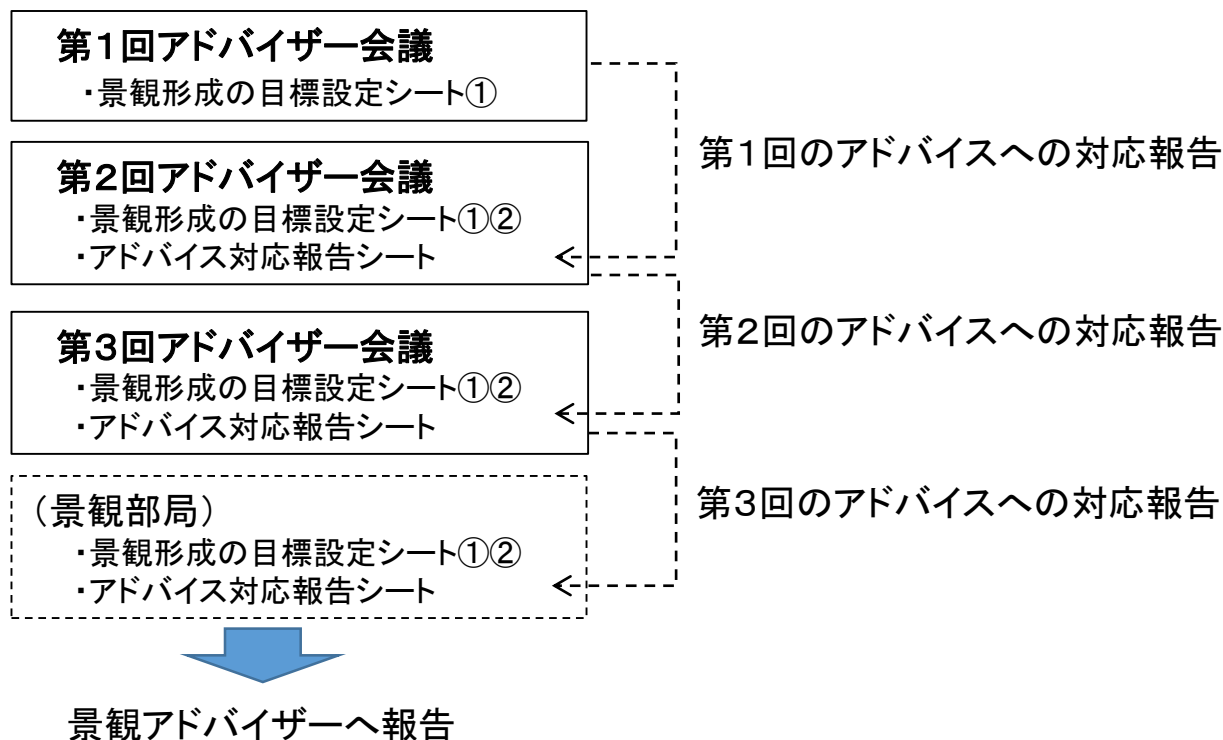 第1回アドバイザー会議
・景観形成の目標設定シート①
第1回のアドバイスへの対応報告
第2回アドバイザー会議
・景観形成の目標設定シート①②
・アドバイス対応報告シート
第2回のアドバイスへの対応報告
第3回アドバイザー会議
・景観形成の目標設定シート①②
・アドバイス対応報告シート
第3回のアドバイスへの対応報告
（景観部局）
・景観形成の目標設定シート①②
・アドバイス対応報告シート
景観アドバイザーへ報告